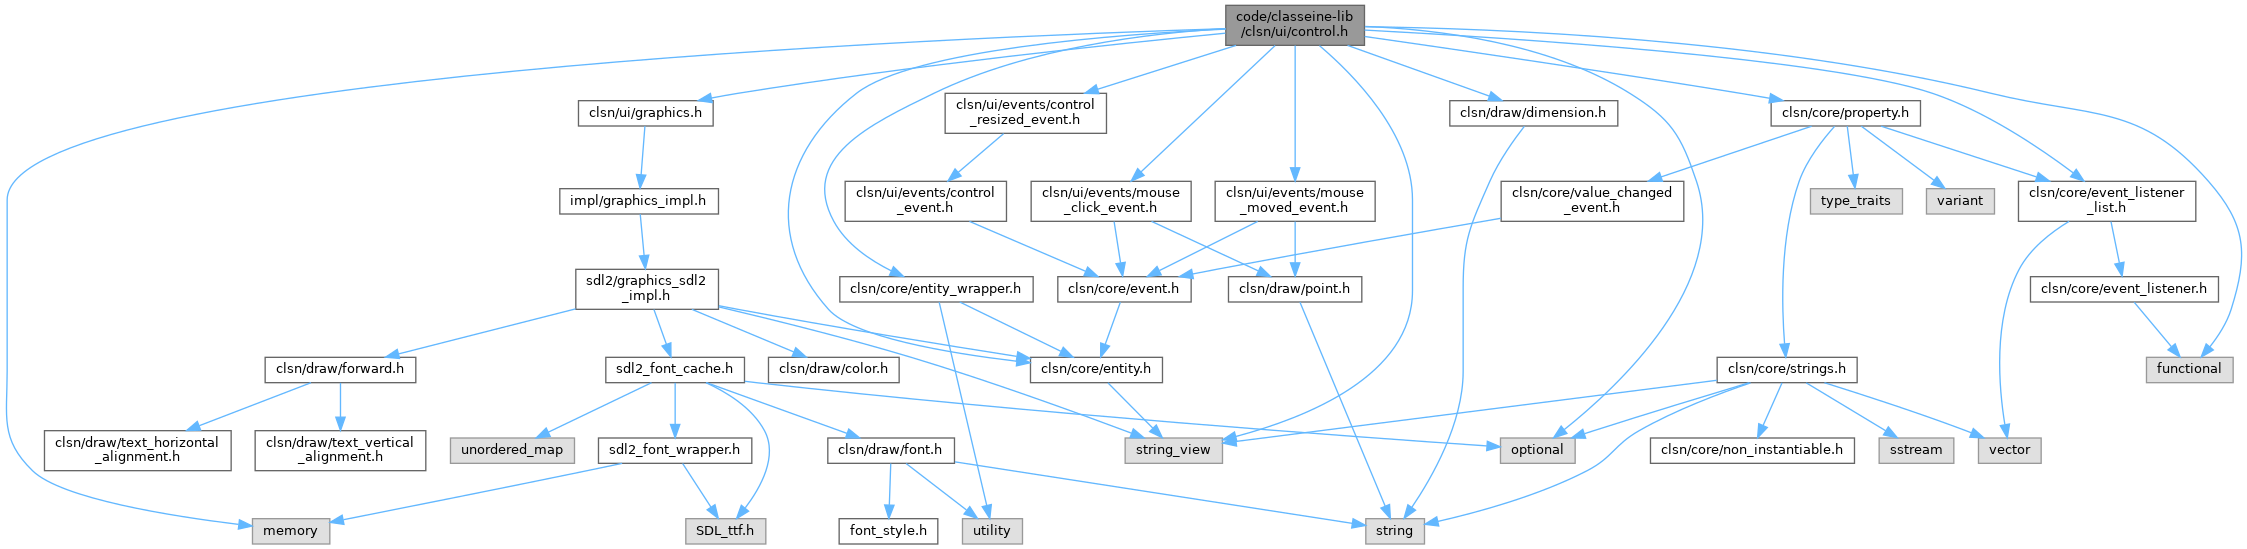 code/classeine-lib
/clsn/ui/control.h
clsn/ui/graphics.h
clsn/ui/events/control
_resized_event.h
clsn/draw/dimension.h
clsn/core/property.h
impl/graphics_impl.h
clsn/ui/events/control
_event.h
clsn/ui/events/mouse
_click_event.h
clsn/ui/events/mouse
_moved_event.h
clsn/core/value_changed
_event.h
type_traits
variant
clsn/core/event_listener
_list.h
sdl2/graphics_sdl2
_impl.h
clsn/core/entity_wrapper.h
clsn/core/event.h
clsn/draw/point.h
clsn/core/event_listener.h
clsn/draw/forward.h
sdl2_font_cache.h
clsn/draw/color.h
clsn/core/entity.h
clsn/core/strings.h
functional
clsn/draw/text_horizontal
_alignment.h
clsn/draw/text_vertical
_alignment.h
unordered_map
sdl2_font_wrapper.h
clsn/draw/font.h
string_view
optional
clsn/core/non_instantiable.h
sstream
vector
memory
SDL_ttf.h
font_style.h
utility
string